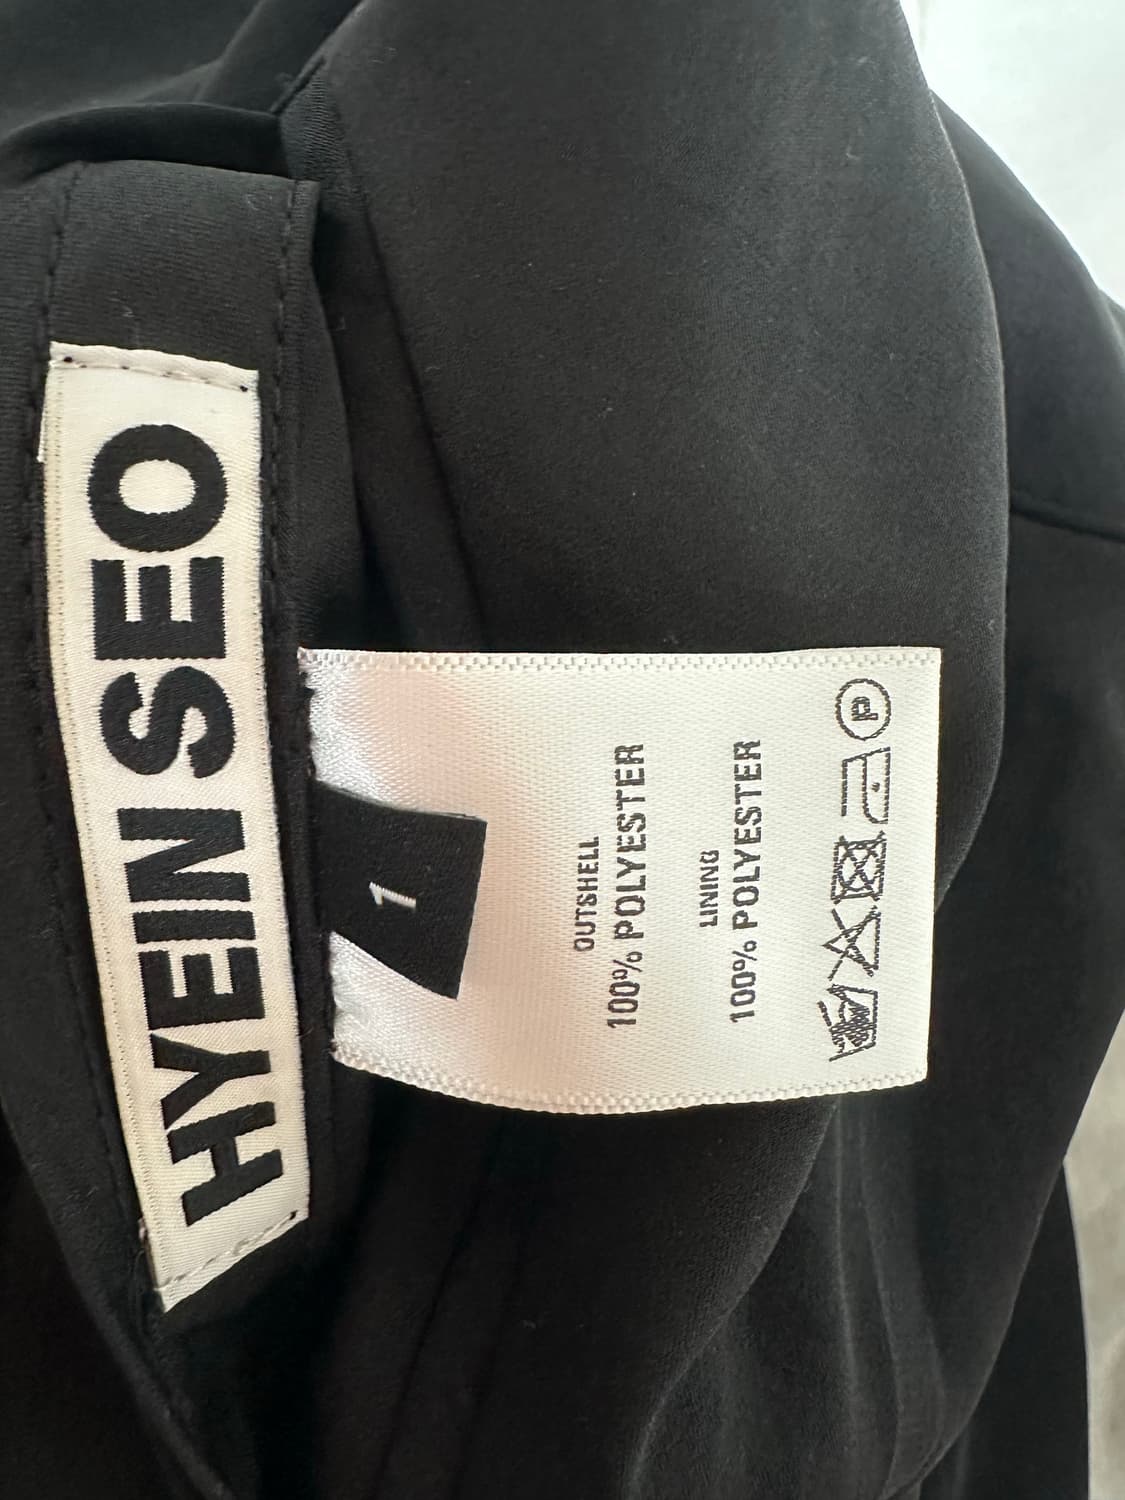 HYEIN SEO
1
OUTSHELL
100% POLYESTER
LINING
100% POLYESTER
P